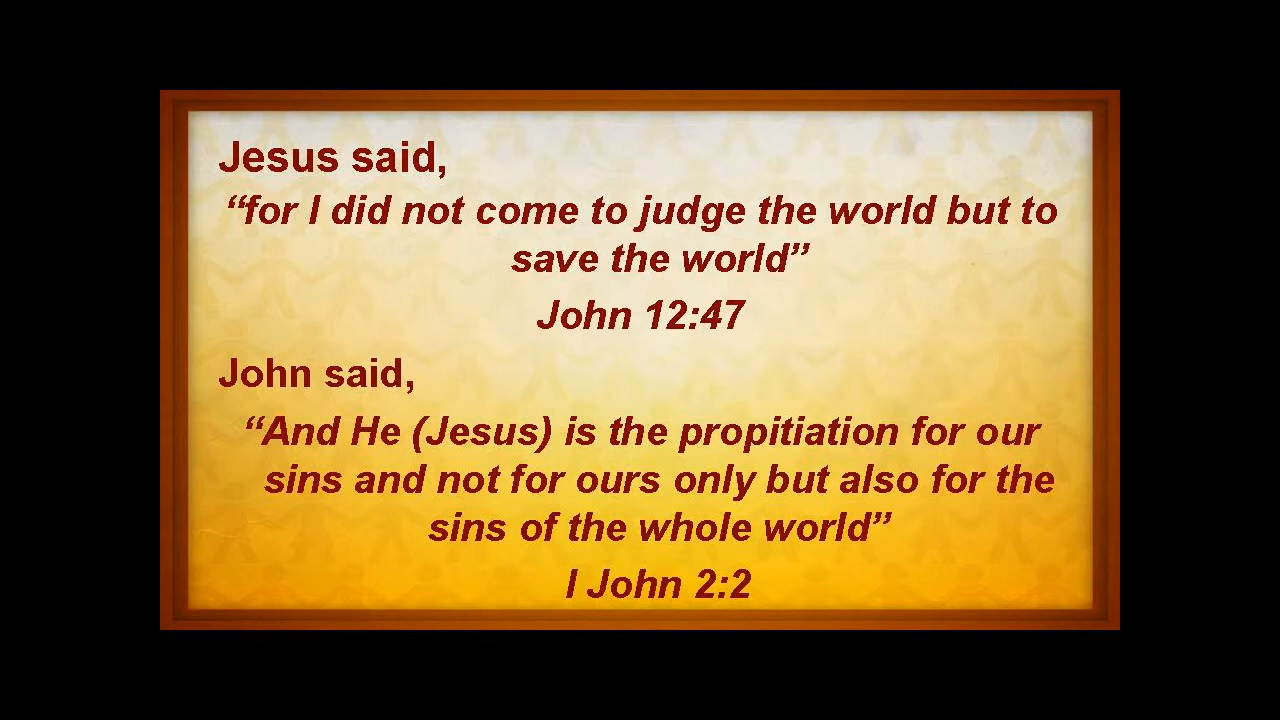 Jesus said,
“for I did not come to judge the world but to
save the world”
John 12:47
John said,
“And He (Jesus) is the propitiation for our
sins and not for ours only but also for the
sins of the whole world”
I John 2:2